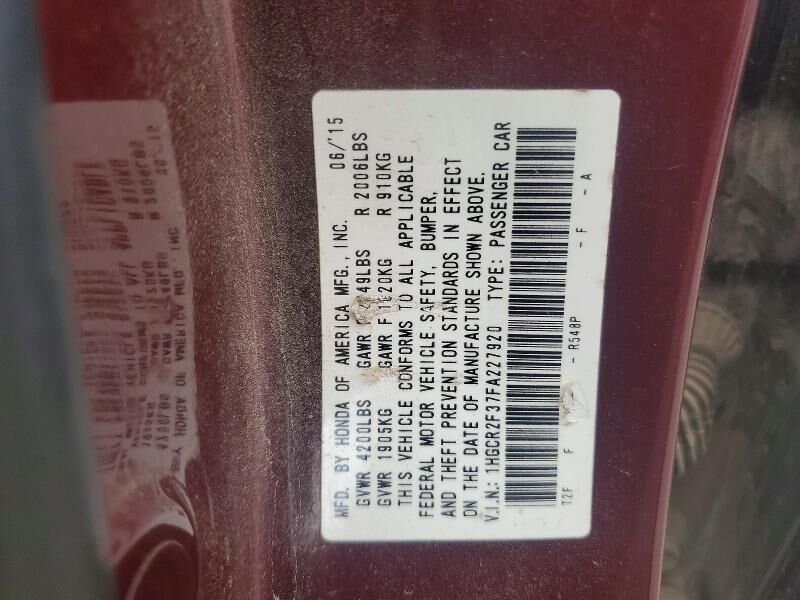 MFD. BY HONDA OF AMERICA MFG., INC. 06/'15
GVWR 4200LBS GAWR 49LBS R 2006LBS
GVWR 1905KG GAWR F R 910KG
THIS VEHICLE CONFORMS TO ALL APPLICABLE
FEDERAL MOTOR VEHICLE SAFETY, BUMPER,
AND THEFT PREVENTION STANDARDS IN EFFECT
ON THE DATE OF MANUFACTURE SHOWN ABOVE.
V.I.N.: 1HGCR2F37FA227920 TYPE: PASSENGER CAR
T2F F - R548P - F - A